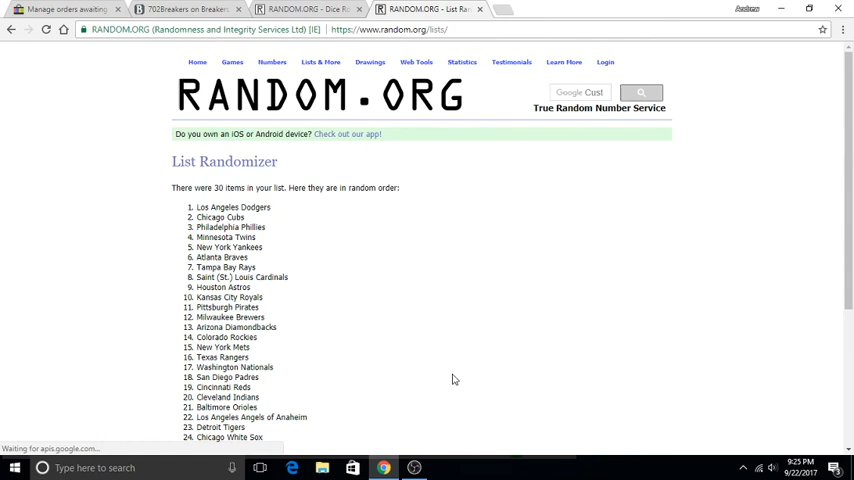 Manage orders awaiting
702Breakers on Breakers.
RANDOM.ORG - Dice Ro
RANDOM.ORG - List Ran
Andrew
RANDOM.ORG (Randomness and Integrity Services Ltd) [IE]
https://www.random.org/lists/
Home Games Numbers Lists & More Drawings Web Tools Statistics Testimonials Learn More Login
RANDOM.ORG
Google Cust
True Random Number Service
Do you own an iOS or Android device? Check out our app!
List Randomizer
There were 30 items in your list. Here they are in random order:
1. Los Angeles Dodgers
2. Chicago Cubs
3. Philadelphia Phillies
4. Minnesota Twins
5. New York Yankees
6. Atlanta Braves
7. Tampa Bay Rays
8. Saint (St.) Louis Cardinals
9. Houston Astros
10. Kansas City Royals
11. Pittsburgh Pirates
12. Milwaukee Brewers
13. Arizona Diamondbacks
14. Colorado Rockies
15. New York Mets
16. Texas Rangers
17. Washington Nationals
18. San Diego Padres
19. Cincinnati Reds
20. Cleveland Indians
21. Baltimore Orioles
22. Los Angeles Angels of Anaheim
23. Detroit Tigers
24. Chicago White Sox
Waiting for apis.google.com...
Type here to search
9:25 PM
9/22/2017
3